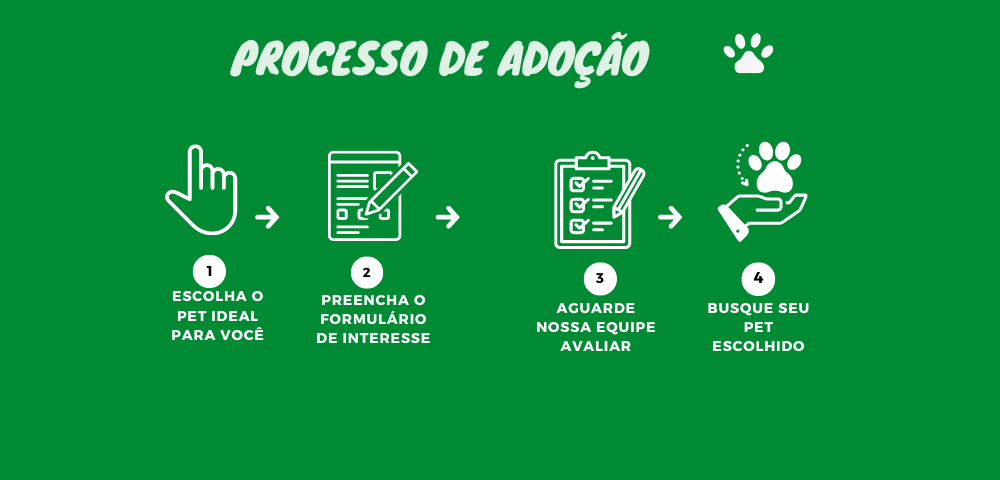 PROCESSO DE ADOÇÃO
1
ESCOLHA O
PET IDEAL
PARA VOCÊ
2
PREENCHA O
FORMULÁRIO
DE INTERESSE
3
AGUARDE
NOSSA EQUIPE
AVALIAR
4
BUSQUE SEU
PET
ESCOLHIDO